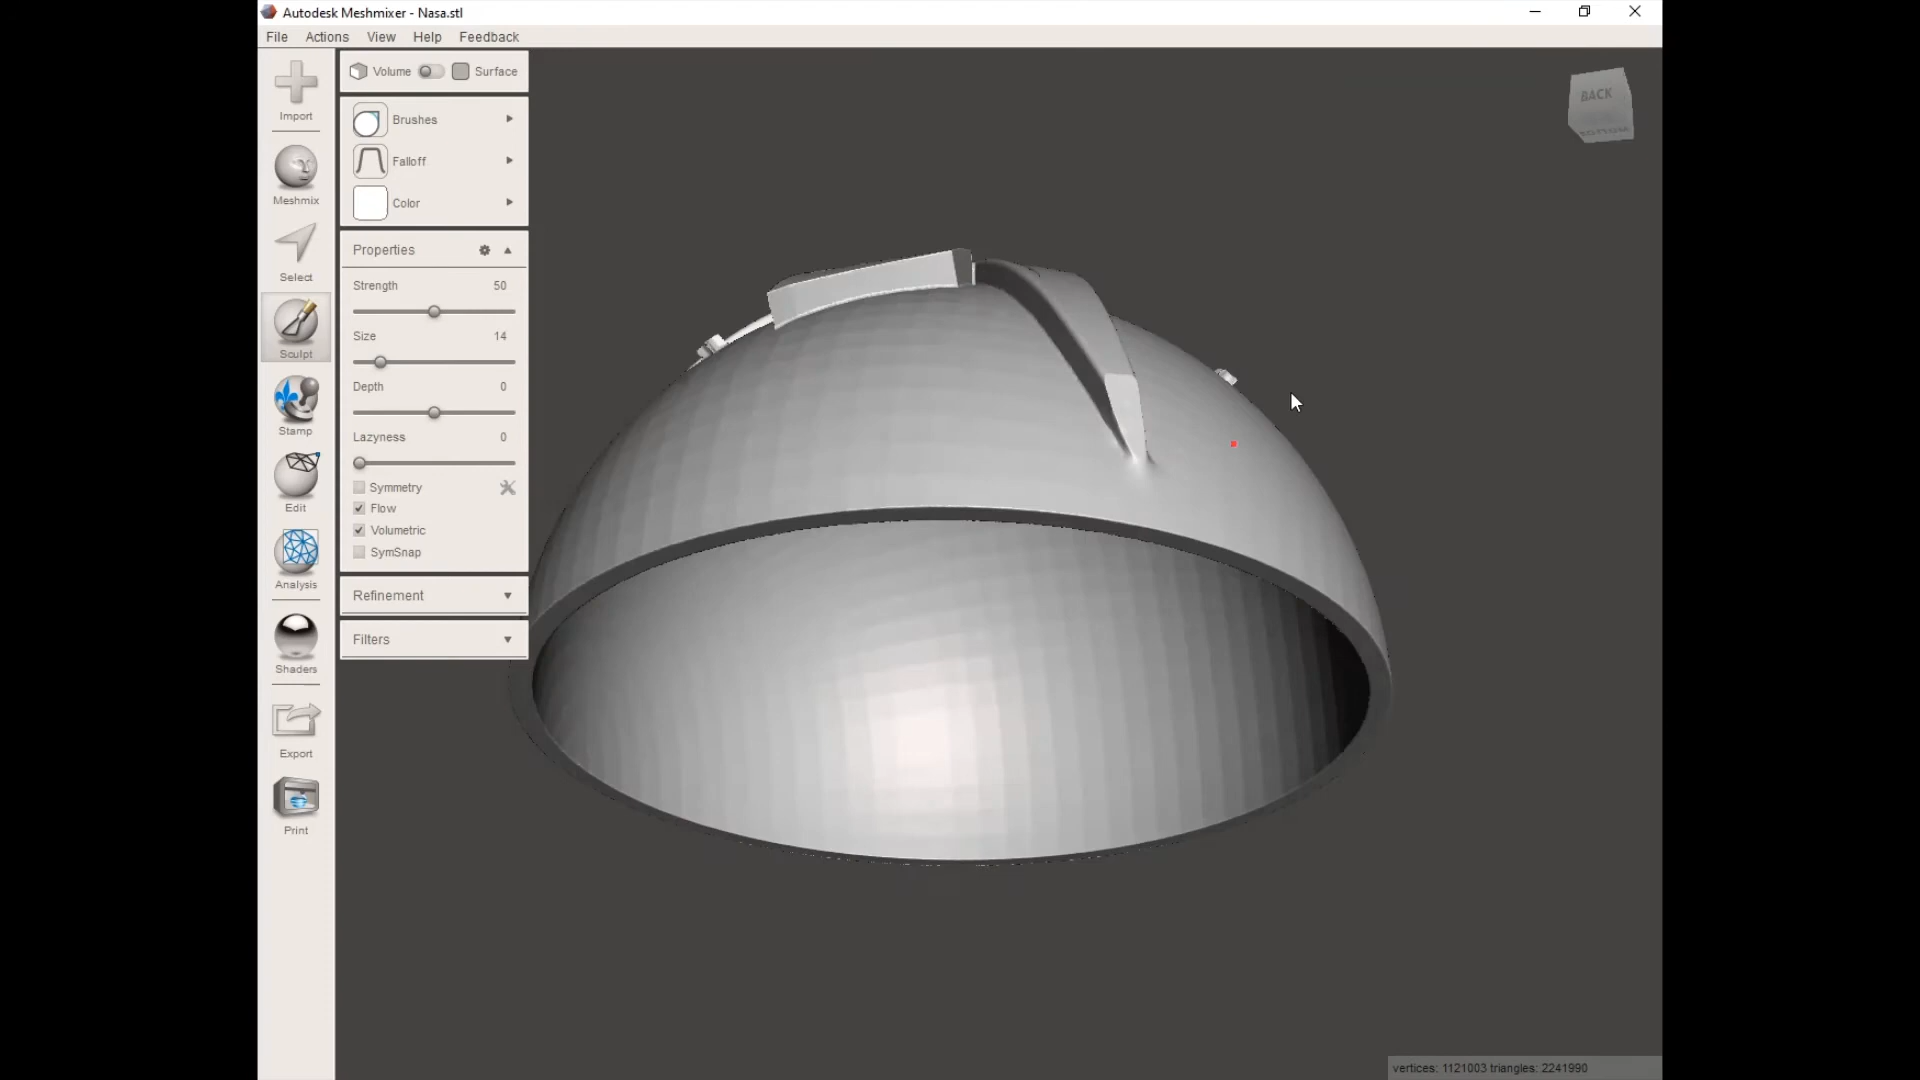 Autodesk Meshmixer - Nasa.stl
File Actions View Help Feedback
Import
Meshmix
Select
Sculpt
Stamp
Edit
Analysis
Shaders
Export
Print
Volume Surface
Brushes
Falloff
Color
Properties
Strength 50
Size 14
Depth 0
Lazyness 0
Symmetry
Flow
Volumetric
SymSnap
Refinement
Filters
BACK
BOTTOM
vertices: 1121003 triangles: 2241990